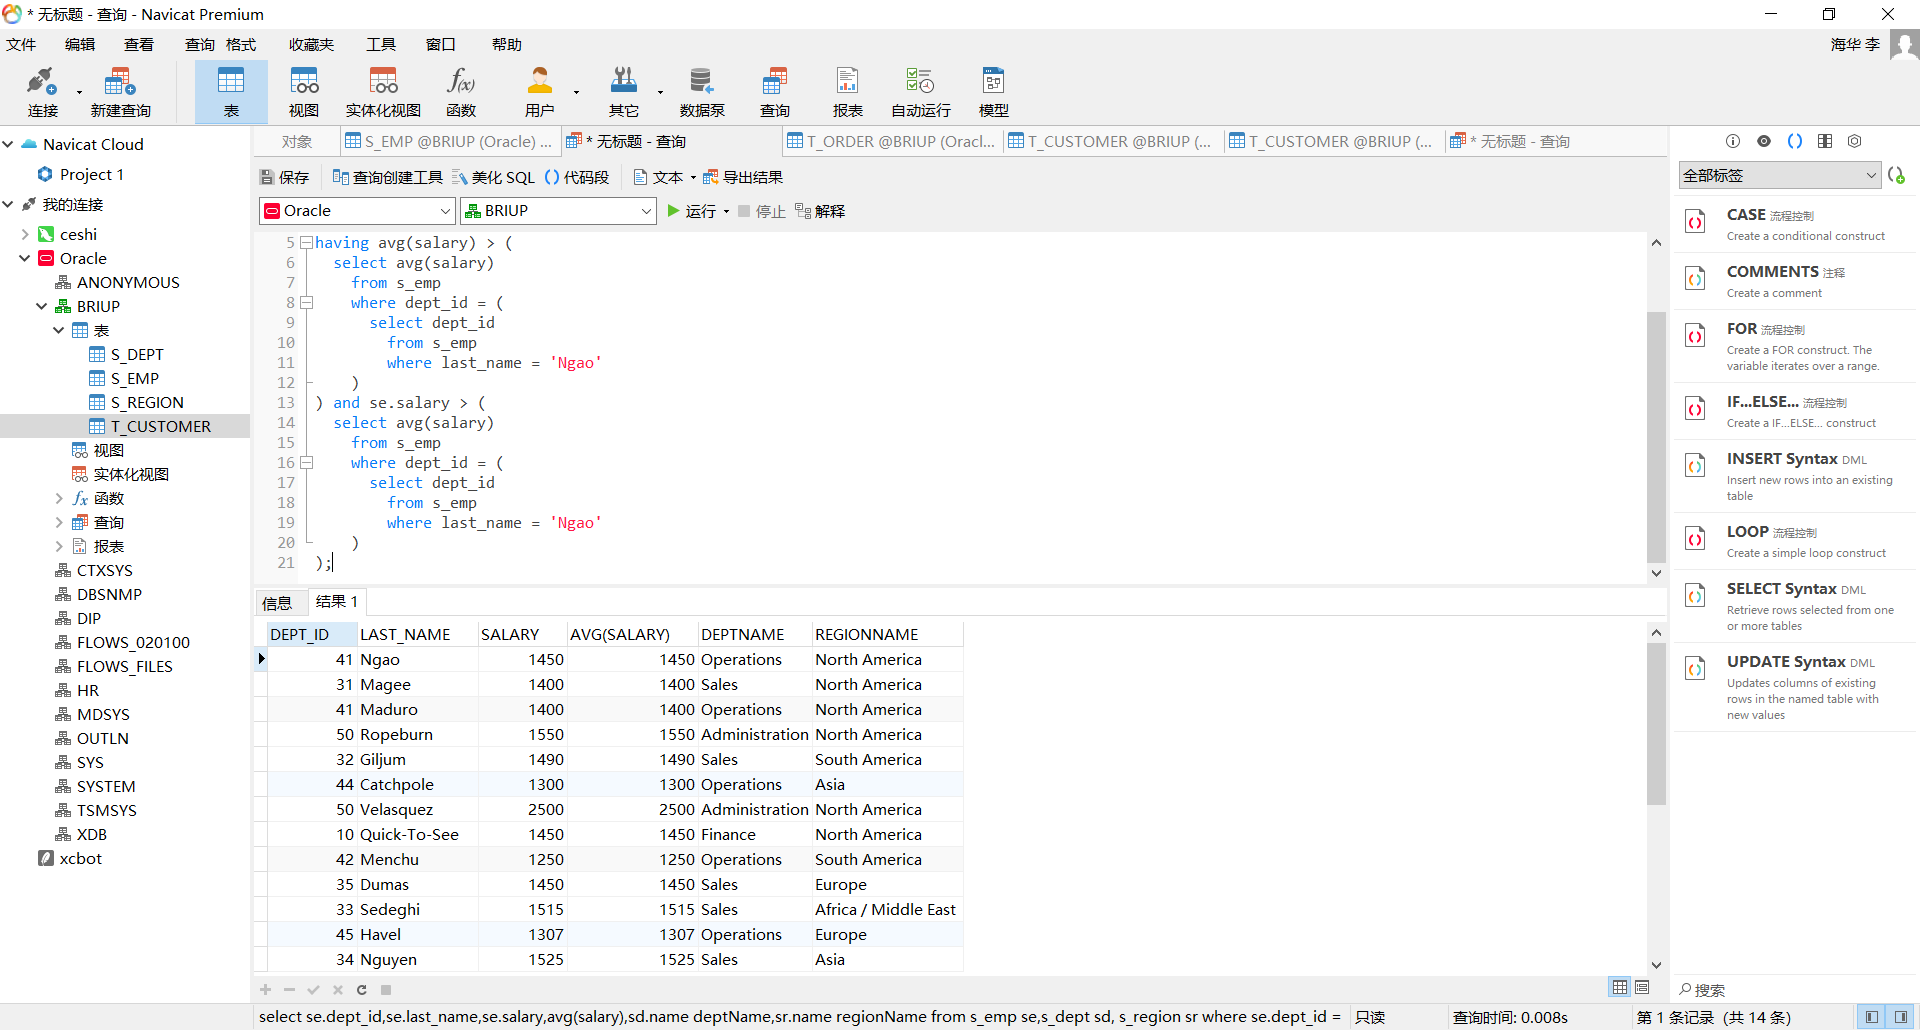 * 无标题 - 查询 - Navicat Premium
文件 编辑 查看 查询 格式 收藏夹 工具 窗口 帮助 海华 李
连接 新建查询 表 视图 实体化视图 函数 用户 其它 数据泵 查询 报表 自动运行 模型
Navicat Cloud
Project 1
我的连接
ceshi
Oracle
ANONYMOUS
BRIUP
表
S_DEPT
S_EMP
S_REGION
T_CUSTOMER
视图
实体化视图
函数
查询
报表
CTXSYS
DBSNMP
DIP
FLOWS_020100
FLOWS_FILES
HR
MDSYS
OUTLN
SYS
SYSTEM
TSMSYS
XDB
xcbot
对象 S_EMP @BRIUP (Oracle) ... * 无标题 - 查询 T_ORDER @BRIUP (Oracl... T_CUSTOMER @BRIUP (... T_CUSTOMER @BRIUP (... * 无标题 - 查询
保存 查询创建工具 美化 SQL () 代码段 文本 导出结果
Oracle BRIUP 运行 停止 解释
5 having avg(salary) > (
6 select avg(salary)
7 from s_emp
8 where dept_id = (
9 select dept_id
10 from s_emp
11 where last_name = 'Ngao'
12 )
13 ) and se.salary > (
14 select avg(salary)
15 from s_emp
16 where dept_id = (
17 select dept_id
18 from s_emp
19 where last_name = 'Ngao'
20 )
21 );
信息 结果 1
DEPT_ID LAST_NAME SALARY AVG(SALARY) DEPTNAME REGIONNAME
41 Ngao 1450 1450 Operations North America
31 Magee 1400 1400 Sales North America
41 Maduro 1400 1400 Operations North America
50 Ropeburn 1550 1550 Administration North America
32 Giljum 1490 1490 Sales South America
44 Catchpole 1300 1300 Operations Asia
50 Velasquez 2500 2500 Administration North America
10 Quick-To-See 1450 1450 Finance North America
42 Menchu 1250 1250 Operations South America
35 Dumas 1450 1450 Sales Europe
33 Sedeghi 1515 1515 Sales Africa / Middle East
45 Havel 1307 1307 Operations Europe
34 Nguyen 1525 1525 Sales Asia
全部标签
CASE 流程控制
Create a conditional construct
COMMENTS 注释
Create a comment
FOR 流程控制
Create a FOR construct. The
variable iterates over a range.
IF...ELSE... 流程控制
Create a IF...ELSE... construct
INSERT Syntax DML
Insert new rows into an existing
table
LOOP 流程控制
Create a simple loop construct
SELECT Syntax DML
Retrieve rows selected from one
or more tables
UPDATE Syntax DML
Updates columns of existing
rows in the named table with
new values
搜索
select se.dept_id,se.last_name,se.salary,avg(salary),sd.name deptName,sr.name regionName from s_emp se,s_dept sd, s_region sr where se.dept_id = 只读 查询时间: 0.008s 第 1 条记录 (共 14 条)